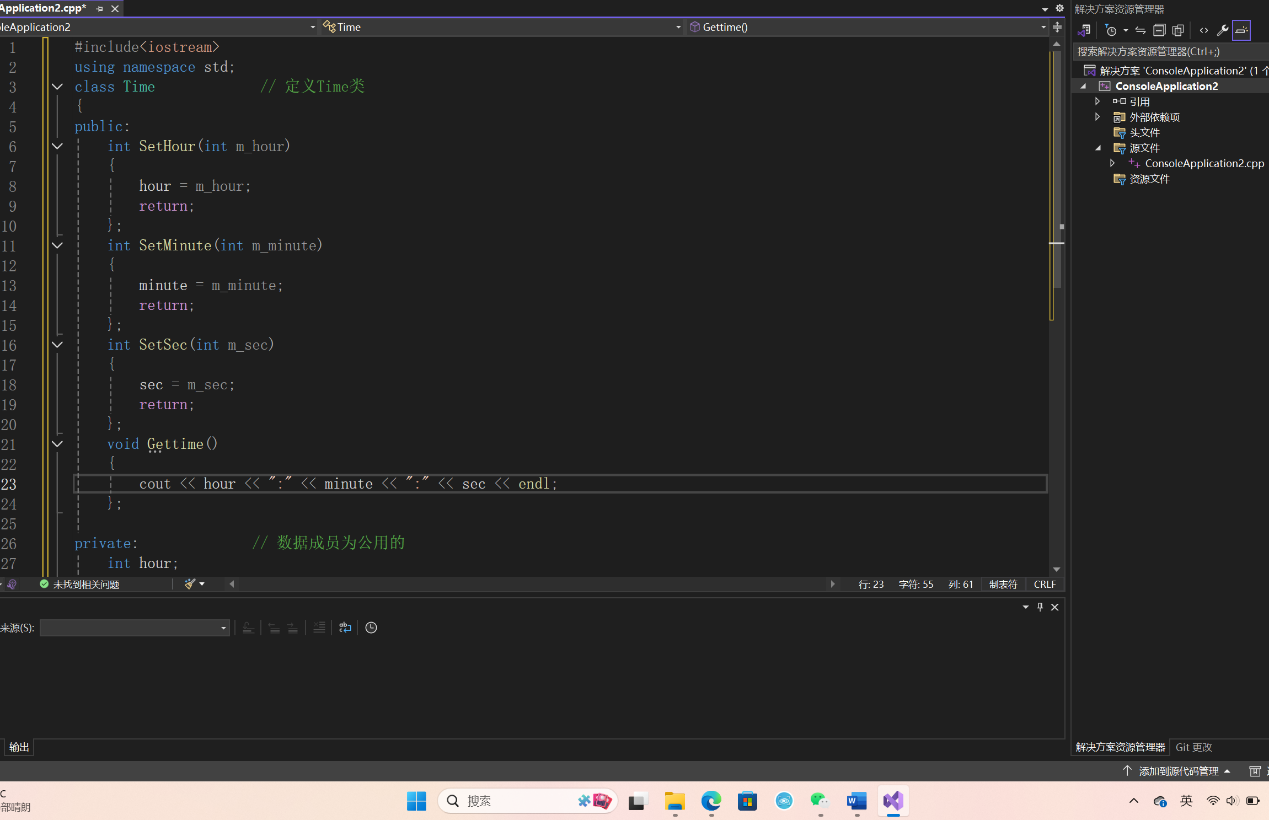 Application2.cpp*
解决方案资源管理器
leApplication2
Time
Gettime()
搜索解决方案资源管理器(Ctrl+;)
解决方案 'ConsoleApplication2' (1 个
ConsoleApplication2
引用
外部依赖项
头文件
源文件
ConsoleApplication2.cpp
资源文件
1 #include<iostream>
2 using namespace std;
3 class Time // 定义Time类
4 {
5 public:
6 int SetHour(int m_hour)
7 {
8 hour = m_hour;
9 return;
10 };
11 int SetMinute(int m_minute)
12 {
13 minute = m_minute;
14 return;
15 };
16 int SetSec(int m_sec)
17 {
18 sec = m_sec;
19 return;
20 };
21 void Gettime()
22 {
23 cout << hour << ":" << minute << ":" << sec << endl;
24 };
25
26 private: // 数据成员为公用的
27 int hour;
未找到相关问题
行: 23 字符: 55 列: 61 制表符 CRLF
来源(S):
输出
解决方案资源管理器 Git 更改
添加到源代码管理
C
部晴朗
搜索
英